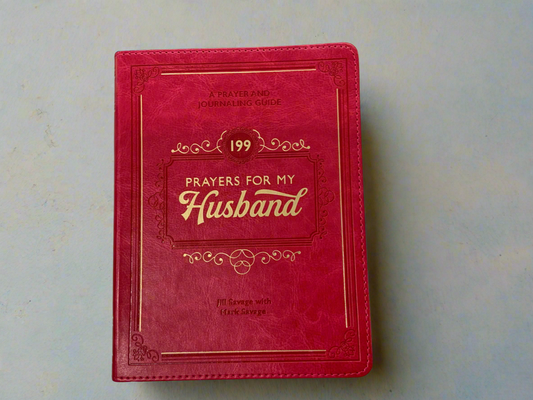 A PRAYER AND
JOURNALING GUIDE
199
PRAYERS FOR MY
Husband
Jill Savage with
Mark Savage